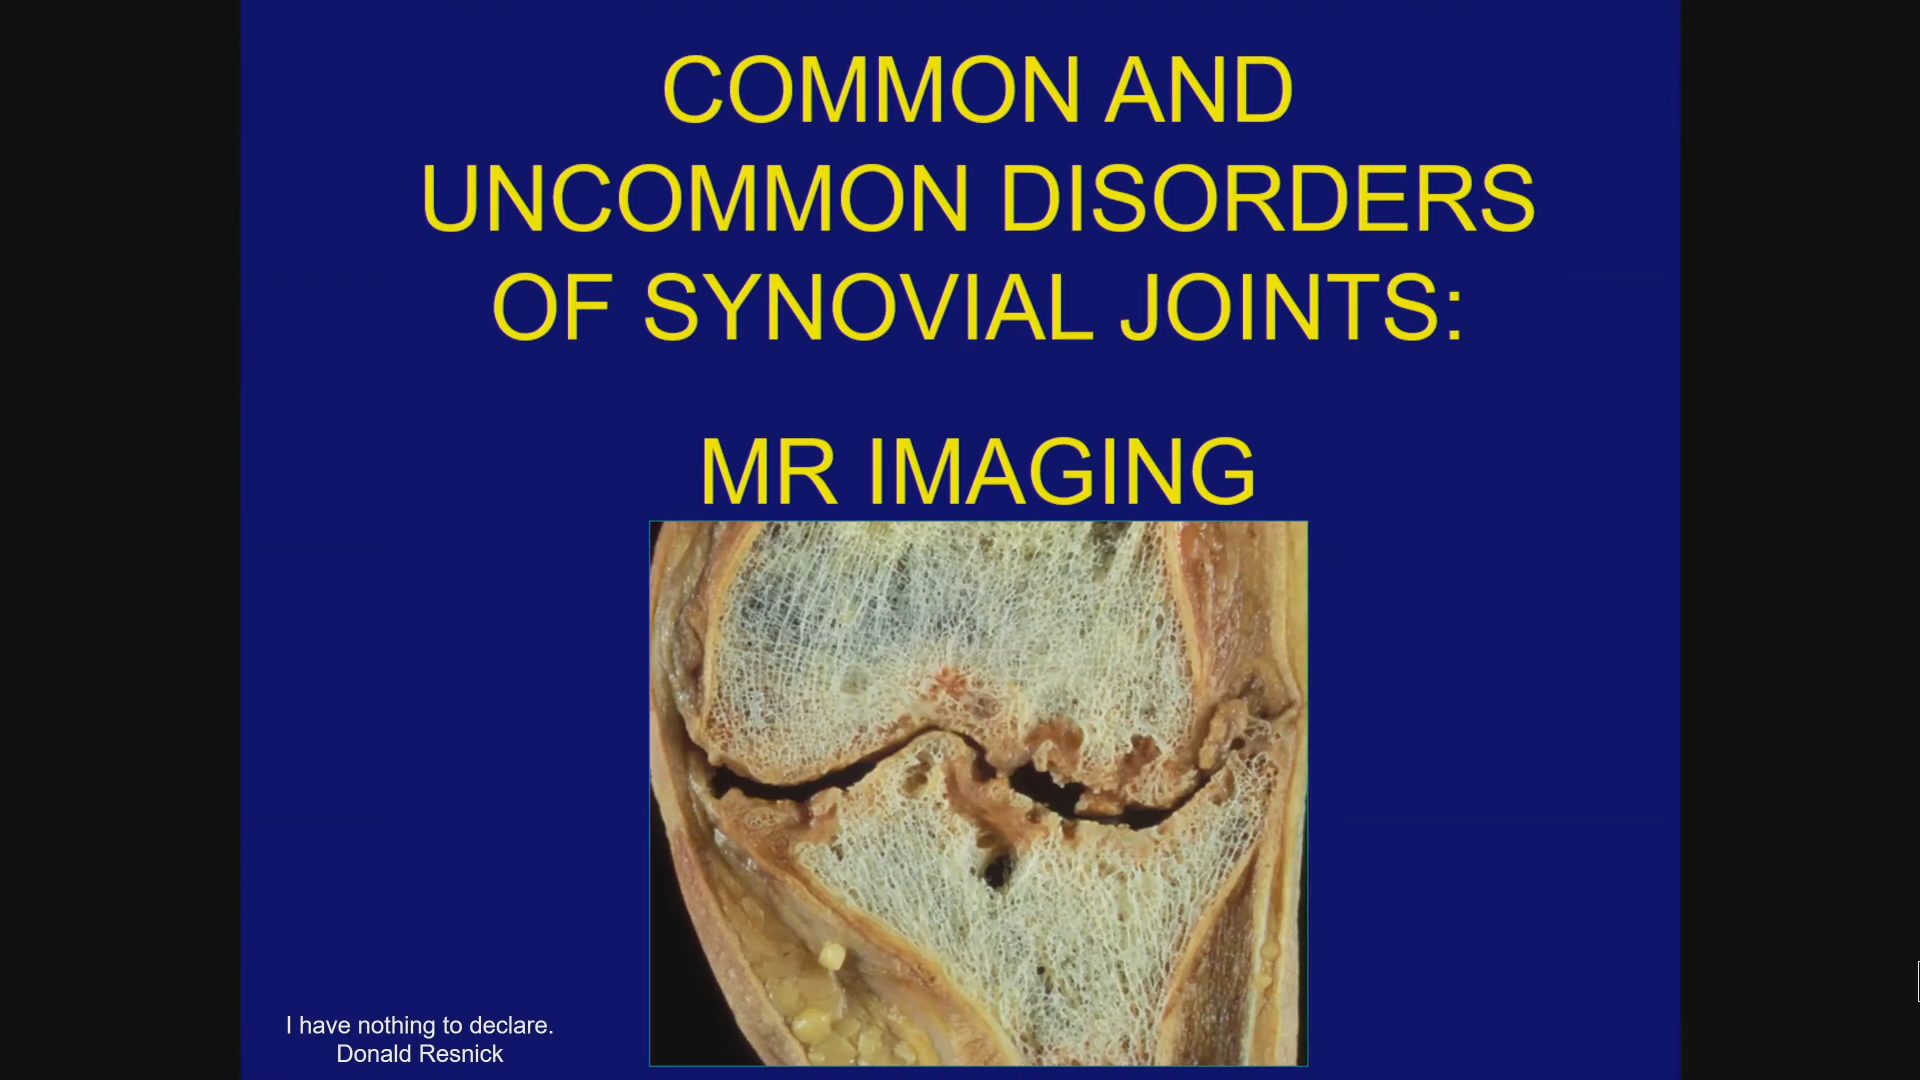 COMMON AND
UNCOMMON DISORDERS
OF SYNOVIAL JOINTS:
MR IMAGING
I have nothing to declare.
Donald Resnick